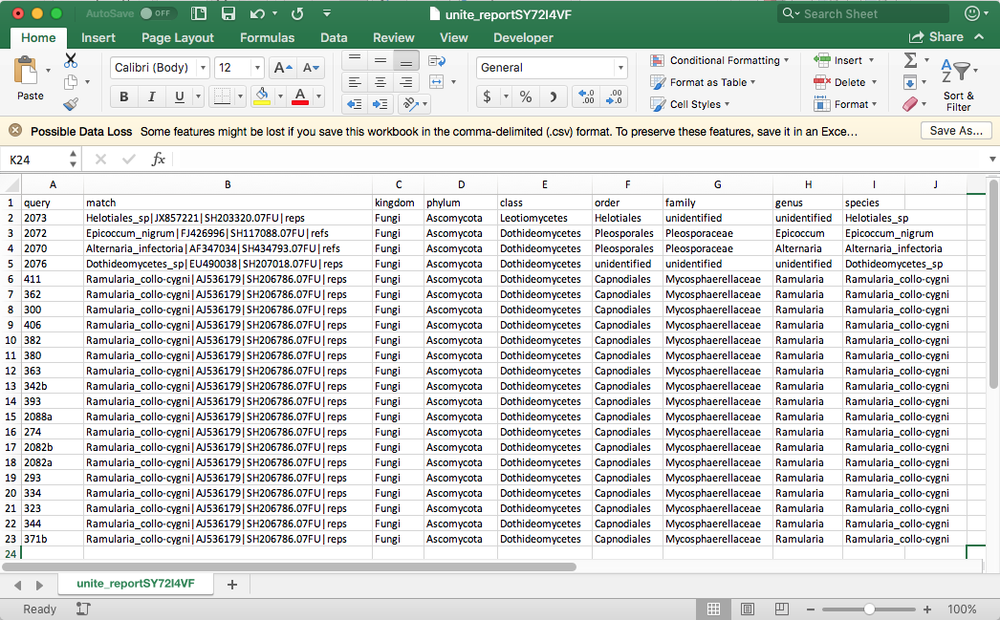 AutoSave OFF unite_reportSY72I4VF Search Sheet
Home Insert Page Layout Formulas Data Review View Developer Share
Paste Calibri (Body) 12 A A General Conditional Formatting Insert
B I U A $ % Format as Table Delete
Cell Styles Format Sort & Filter
Possible Data Loss Some features might be lost if you save this workbook in the comma-delimited (.csv) format. To preserve these features, save it in an Exce… Save As...
K24 fx
A B C D E F G H I J
1 query match kingdom phylum class order family genus species
2 2073 Helotiales_sp|JX857221|SH203320.07FU|reps Fungi Ascomycota Leotiomycetes Helotiales unidentified unidentified Helotiales_sp
3 2072 Epicoccum_nigrum|FJ426996|SH117088.07FU|refs Fungi Ascomycota Dothideomycetes Pleosporales Pleosporaceae Epicoccum Epicoccum_nigrum
4 2070 Alternaria_infectoria|AF347034|SH434793.07FU|refs Fungi Ascomycota Dothideomycetes Pleosporales Pleosporaceae Alternaria Alternaria_infectoria
5 2076 Dothideomycetes_sp|EU490038|SH207018.07FU|reps Fungi Ascomycota Dothideomycetes unidentified unidentified unidentified Dothideomycetes_sp
6 411 Ramularia_collo-cygni|AJ536179|SH206786.07FU|reps Fungi Ascomycota Dothideomycetes Capnodiales Mycosphaerellaceae Ramularia Ramularia_collo-cygni
7 362 Ramularia_collo-cygni|AJ536179|SH206786.07FU|reps Fungi Ascomycota Dothideomycetes Capnodiales Mycosphaerellaceae Ramularia Ramularia_collo-cygni
8 300 Ramularia_collo-cygni|AJ536179|SH206786.07FU|reps Fungi Ascomycota Dothideomycetes Capnodiales Mycosphaerellaceae Ramularia Ramularia_collo-cygni
9 406 Ramularia_collo-cygni|AJ536179|SH206786.07FU|reps Fungi Ascomycota Dothideomycetes Capnodiales Mycosphaerellaceae Ramularia Ramularia_collo-cygni
10 382 Ramularia_collo-cygni|AJ536179|SH206786.07FU|reps Fungi Ascomycota Dothideomycetes Capnodiales Mycosphaerellaceae Ramularia Ramularia_collo-cygni
11 380 Ramularia_collo-cygni|AJ536179|SH206786.07FU|reps Fungi Ascomycota Dothideomycetes Capnodiales Mycosphaerellaceae Ramularia Ramularia_collo-cygni
12 363 Ramularia_collo-cygni|AJ536179|SH206786.07FU|reps Fungi Ascomycota Dothideomycetes Capnodiales Mycosphaerellaceae Ramularia Ramularia_collo-cygni
13 342b Ramularia_collo-cygni|AJ536179|SH206786.07FU|reps Fungi Ascomycota Dothideomycetes Capnodiales Mycosphaerellaceae Ramularia Ramularia_collo-cygni
14 393 Ramularia_collo-cygni|AJ536179|SH206786.07FU|reps Fungi Ascomycota Dothideomycetes Capnodiales Mycosphaerellaceae Ramularia Ramularia_collo-cygni
15 2088a Ramularia_collo-cygni|AJ536179|SH206786.07FU|reps Fungi Ascomycota Dothideomycetes Capnodiales Mycosphaerellaceae Ramularia Ramularia_collo-cygni
16 274 Ramularia_collo-cygni|AJ536179|SH206786.07FU|reps Fungi Ascomycota Dothideomycetes Capnodiales Mycosphaerellaceae Ramularia Ramularia_collo-cygni
17 2082b Ramularia_collo-cygni|AJ536179|SH206786.07FU|reps Fungi Ascomycota Dothideomycetes Capnodiales Mycosphaerellaceae Ramularia Ramularia_collo-cygni
18 2082a Ramularia_collo-cygni|AJ536179|SH206786.07FU|reps Fungi Ascomycota Dothideomycetes Capnodiales Mycosphaerellaceae Ramularia Ramularia_collo-cygni
19 293 Ramularia_collo-cygni|AJ536179|SH206786.07FU|reps Fungi Ascomycota Dothideomycetes Capnodiales Mycosphaerellaceae Ramularia Ramularia_collo-cygni
20 334 Ramularia_collo-cygni|AJ536179|SH206786.07FU|reps Fungi Ascomycota Dothideomycetes Capnodiales Mycosphaerellaceae Ramularia Ramularia_collo-cygni
21 323 Ramularia_collo-cygni|AJ536179|SH206786.07FU|reps Fungi Ascomycota Dothideomycetes Capnodiales Mycosphaerellaceae Ramularia Ramularia_collo-cygni
22 344 Ramularia_collo-cygni|AJ536179|SH206786.07FU|reps Fungi Ascomycota Dothideomycetes Capnodiales Mycosphaerellaceae Ramularia Ramularia_collo-cygni
23 371b Ramularia_collo-cygni|AJ536179|SH206786.07FU|reps Fungi Ascomycota Dothideomycetes Capnodiales Mycosphaerellaceae Ramularia Ramularia_collo-cygni
24
unite_reportSY72I4VF +
Ready 100%